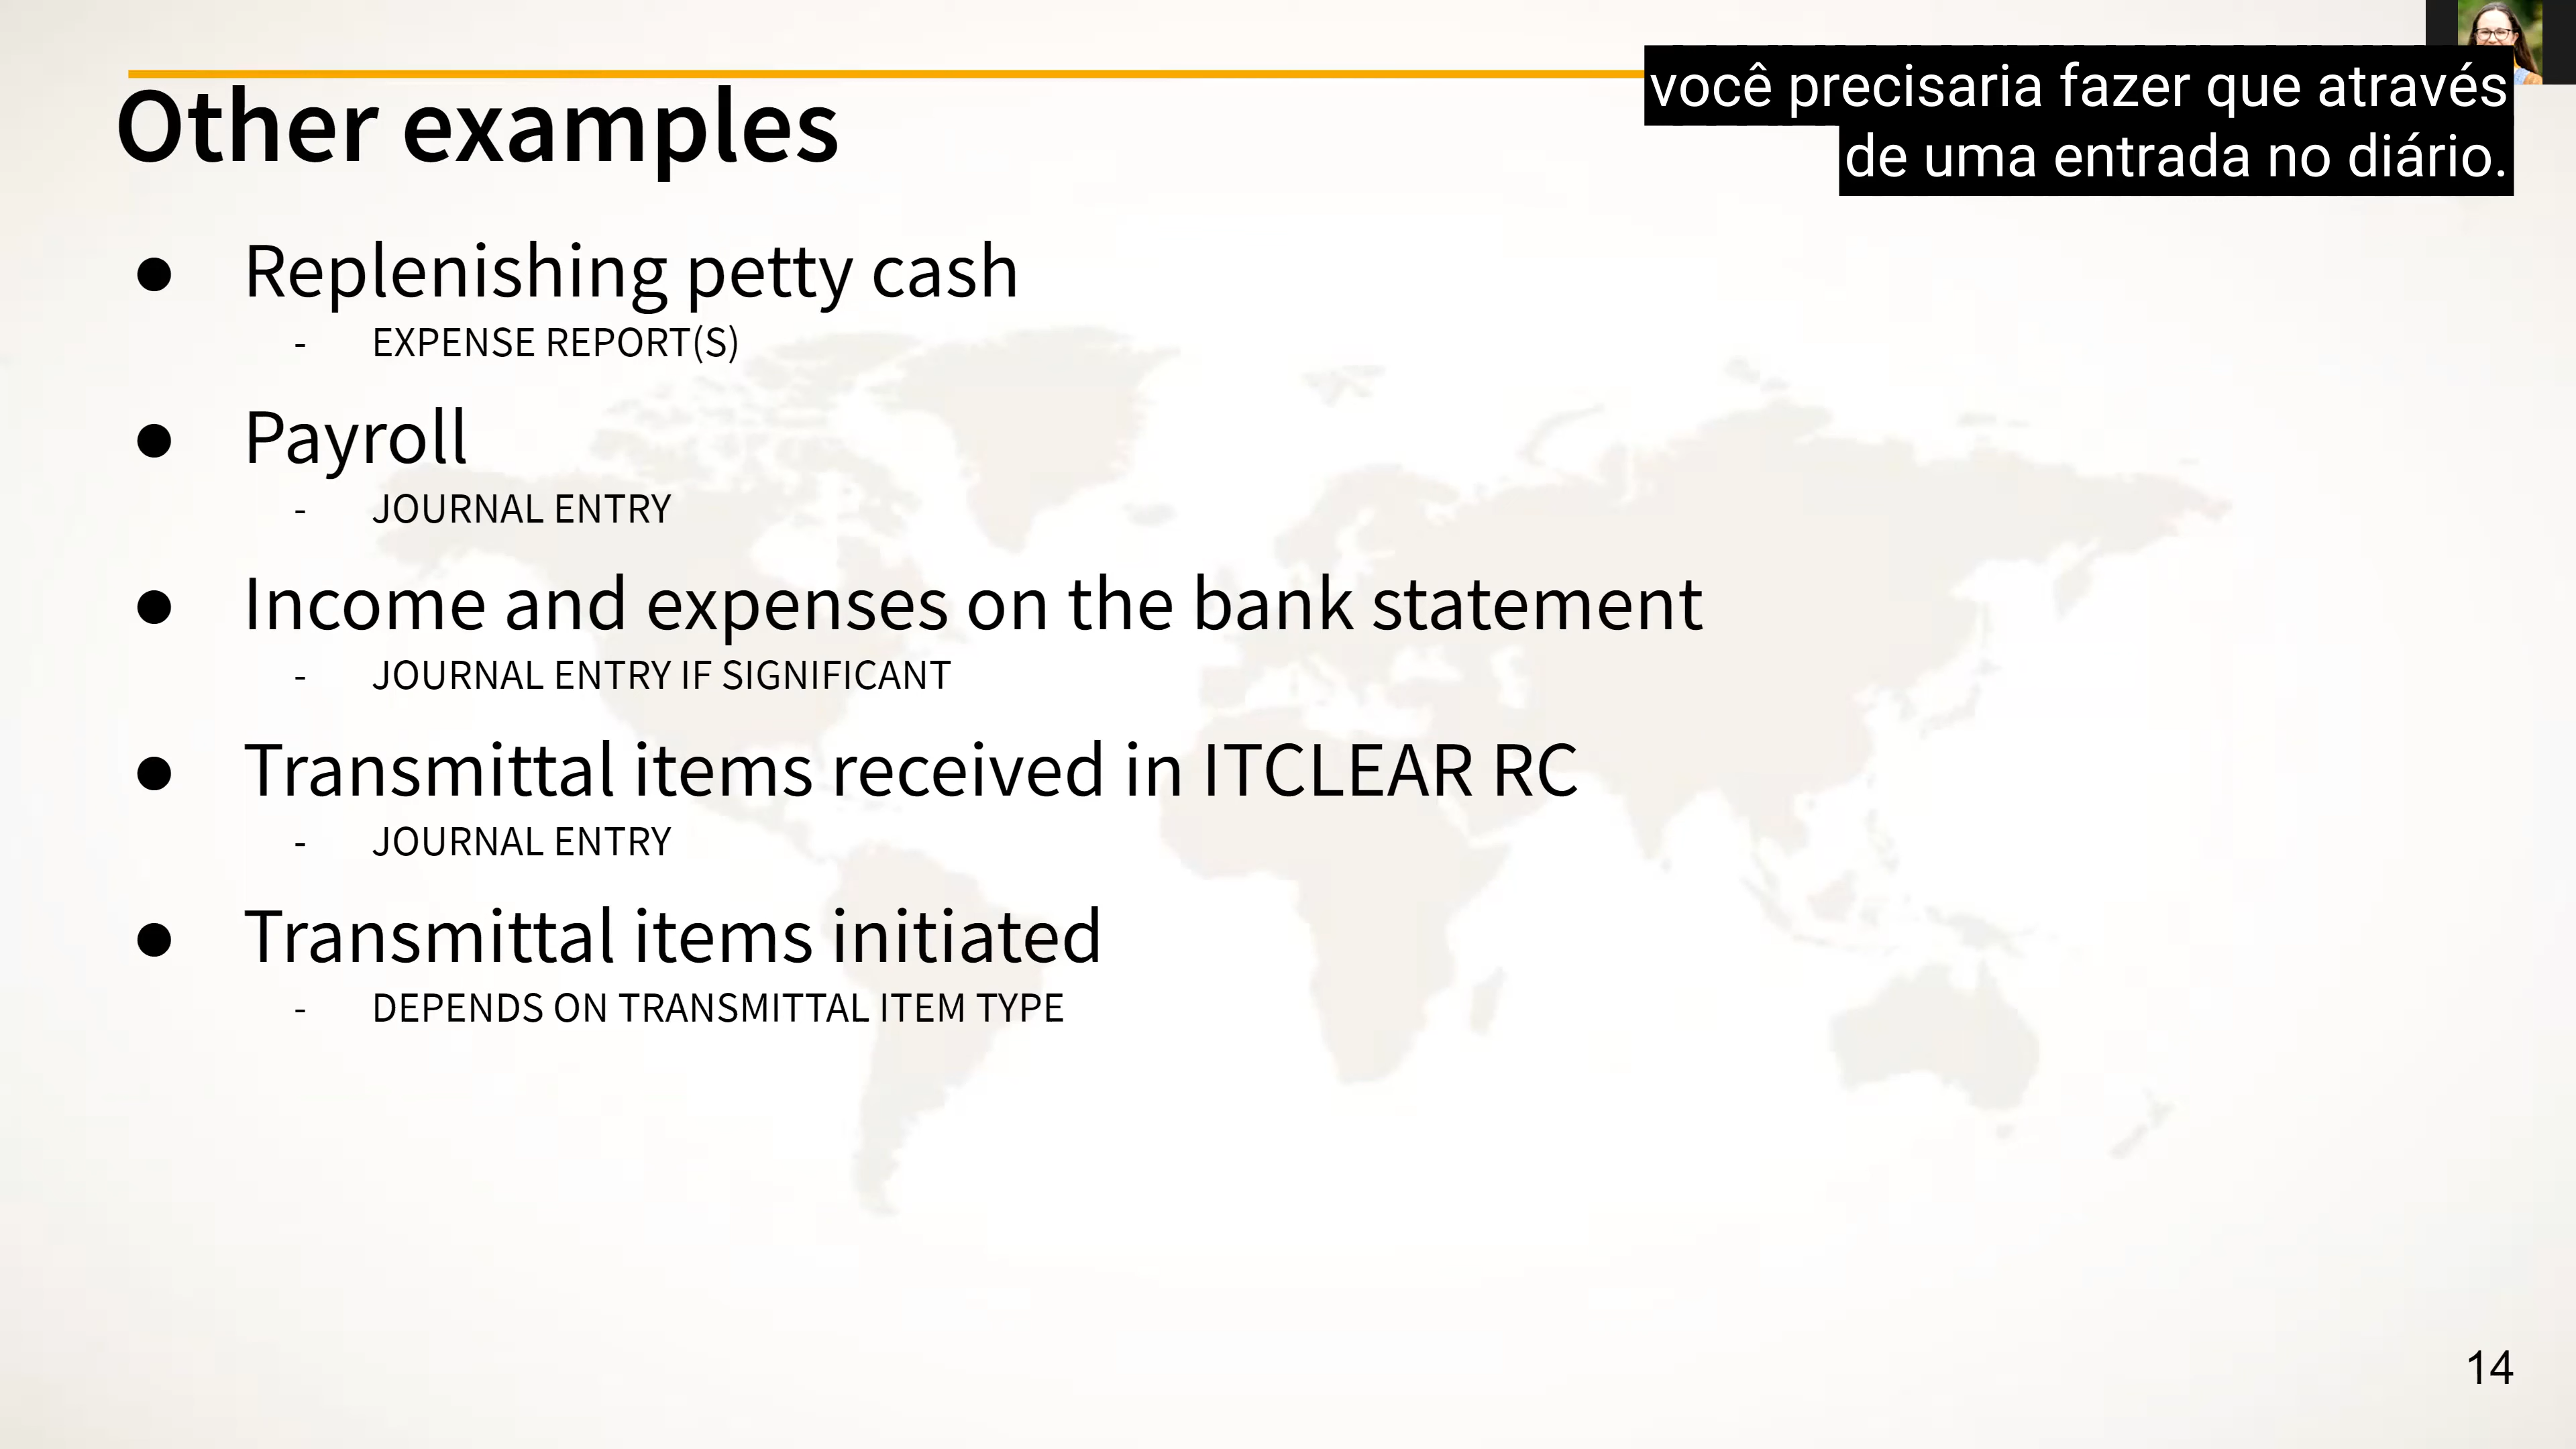 você precisaria fazer que através
de uma entrada no diário.
Other examples
● Replenishing petty cash
- EXPENSE REPORT(S)
● Payroll
- JOURNAL ENTRY
● Income and expenses on the bank statement
- JOURNAL ENTRY IF SIGNIFICANT
● Transmittal items received in ITCLEAR RC
- JOURNAL ENTRY
● Transmittal items initiated
- DEPENDS ON TRANSMITTAL ITEM TYPE
14